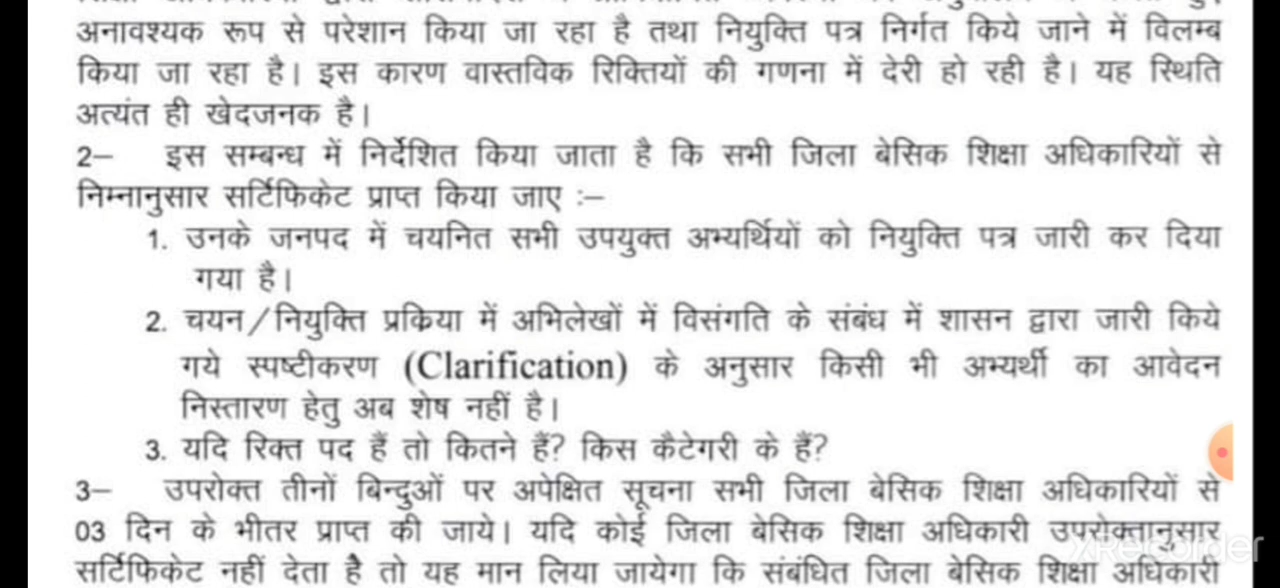 अनावश्यक रूप से परेशान किया जा रहा है तथा नियुक्ति पत्र निर्गत किये जाने में विलम्ब
किया जा रहा है। इस कारण वास्तविक रिक्तियों की गणना में देरी हो रही है। यह स्थिति
अत्यंत ही खेदजनक है।
2– इस सम्बन्ध में निर्देशित किया जाता है कि सभी जिला बेसिक शिक्षा अधिकारियों से
निम्नानुसार सर्टिफिकेट प्राप्त किया जाए :–
1. उनके जनपद में चयनित सभी उपयुक्त अभ्यर्थियों को नियुक्ति पत्र जारी कर दिया
गया है।
2. चयन/नियुक्ति प्रक्रिया में अभिलेखों में विसंगति के संबंध में शासन द्वारा जारी किये
गये स्पष्टीकरण (Clarification) के अनुसार किसी भी अभ्यर्थी का आवेदन
निस्तारण हेतु अब शेष नहीं है।
3. यदि रिक्त पद हैं तो कितने हैं? किस कैटेगरी के हैं?
3– उपरोक्त तीनों बिन्दुओं पर अपेक्षित सूचना सभी जिला बेसिक शिक्षा अधिकारियों से
03 दिन के भीतर प्राप्त की जाये। यदि कोई जिला बेसिक शिक्षा अधिकारी उपरोक्तानुसार
सर्टिफिकेट नहीं देता है तो यह मान लिया जायेगा कि संबंधित जिला बेसिक शिक्षा अधिकारी
XRecorder